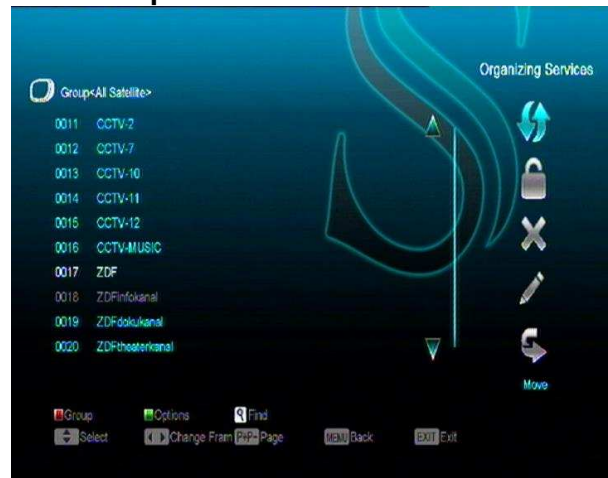 Organizing Services
Group<All Satellite>
0011 CCTV-2
0012 CCTV-7
0013 CCTV-10
0014 CCTV-11
0015 CCTV-12
0016 CCTV-MUSIC
0017 ZDF
0018 ZDFinfokanal
0019 ZDFdokukanal
0020 ZDFtheaterkanal
Move
Group Options Find
Select Change Fram P+P- Page MENU Back EXIT Exit